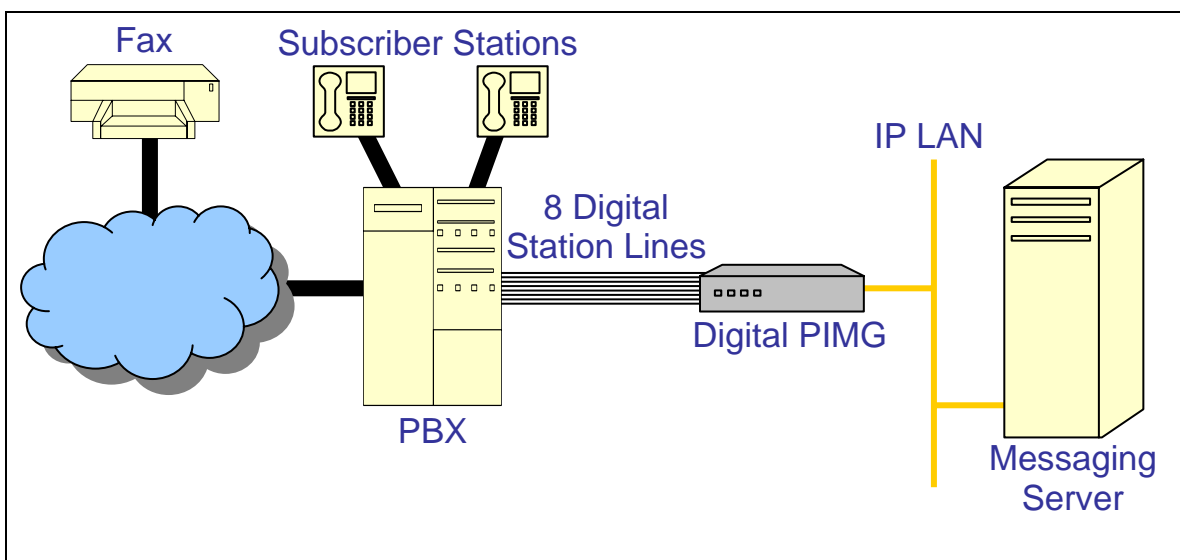 Fax
Subscriber Stations
IP LAN
8 Digital
Station Lines
Digital PIMG
PBX
Messaging
Server